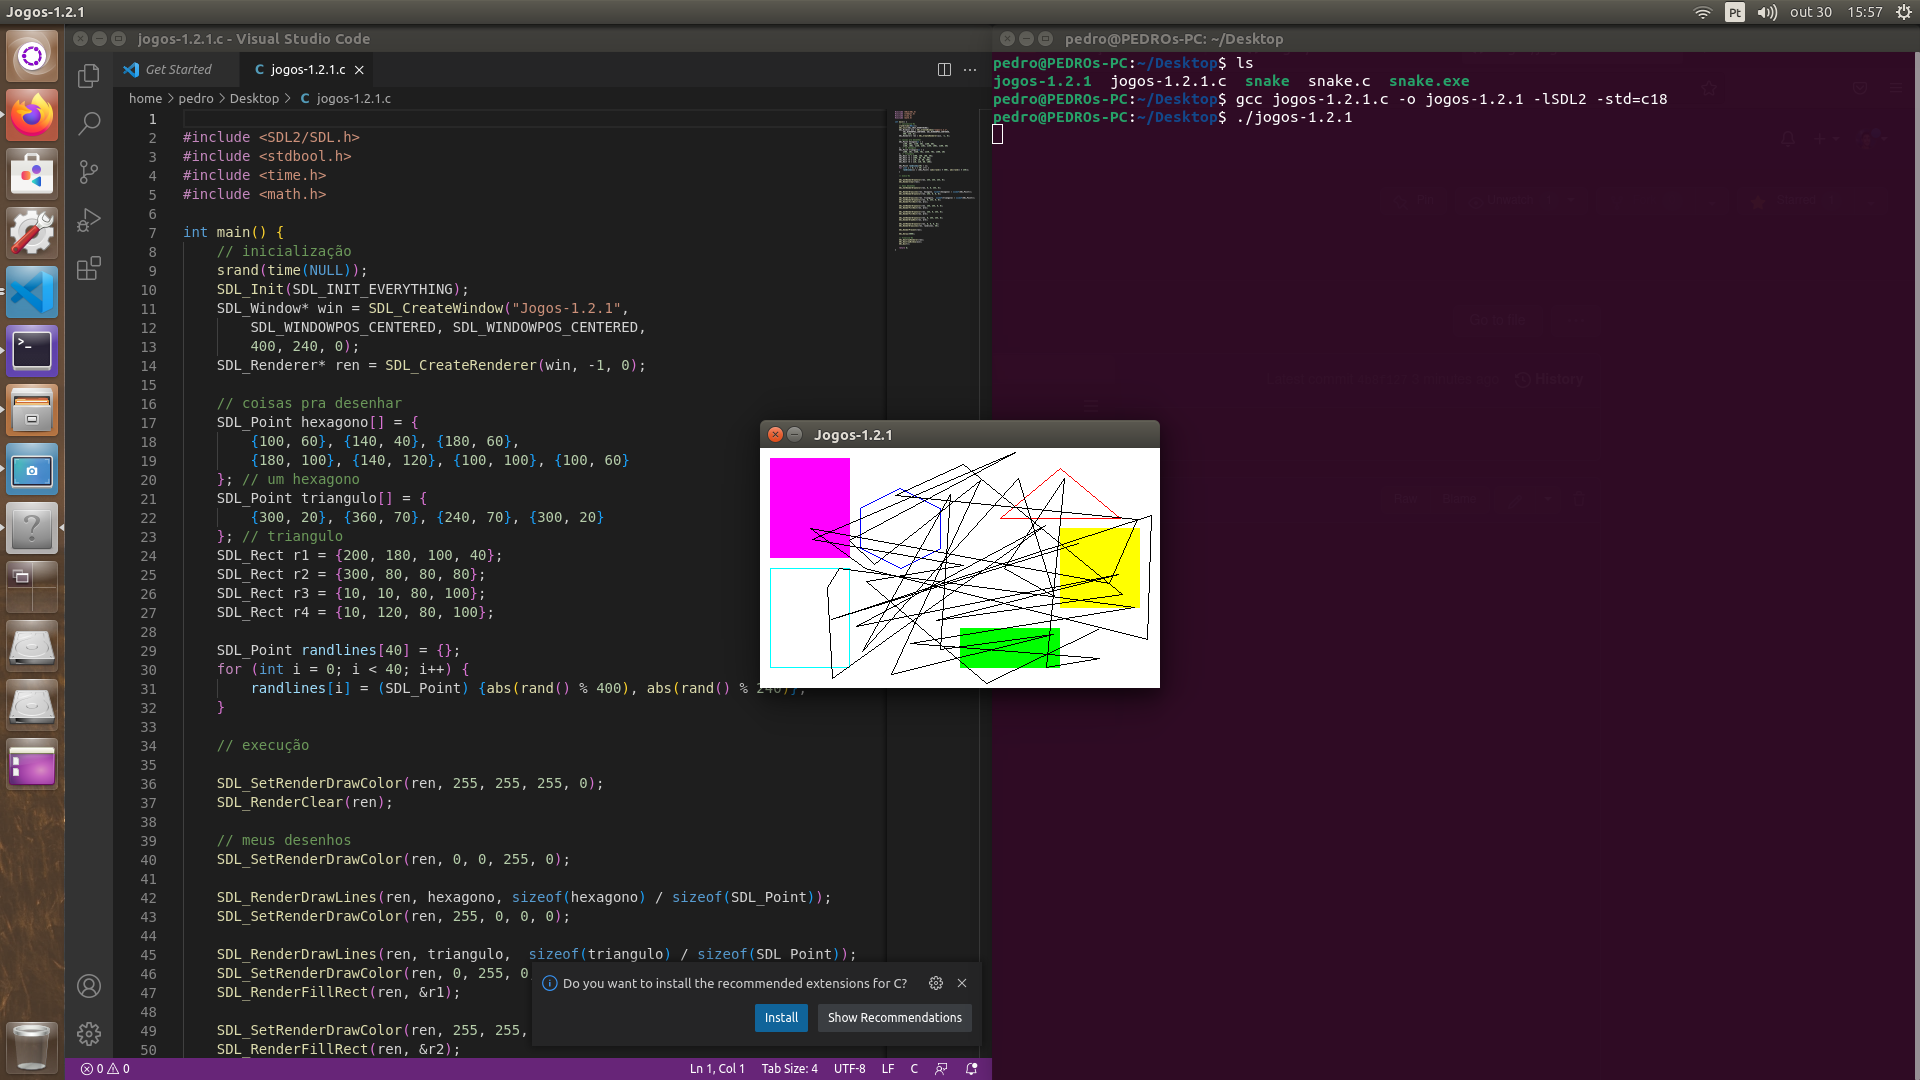 Jogos-1.2.1
Pt
out 30
15:57
jogos-1.2.1.c - Visual Studio Code
Get Started
C jogos-1.2.1.c
home > pedro > Desktop > C jogos-1.2.1.c
1
2 #include <SDL2/SDL.h>
3 #include <stdbool.h>
4 #include <time.h>
5 #include <math.h>
6
7 int main() {
8 // inicialização
9 srand(time(NULL));
10 SDL_Init(SDL_INIT_EVERYTHING);
11 SDL_Window* win = SDL_CreateWindow("Jogos-1.2.1",
12 SDL_WINDOWPOS_CENTERED, SDL_WINDOWPOS_CENTERED,
13 400, 240, 0);
14 SDL_Renderer* ren = SDL_CreateRenderer(win, -1, 0);
15
16 // coisas pra desenhar
17 SDL_Point hexagono[] = {
18 {100, 60}, {140, 40}, {180, 60},
19 {180, 100}, {140, 120}, {100, 100}, {100, 60}
20 }; // um hexagono
21 SDL_Point triangulo[] = {
22 {300, 20}, {360, 70}, {240, 70}, {300, 20}
23 }; // triangulo
24 SDL_Rect r1 = {200, 180, 100, 40};
25 SDL_Rect r2 = {300, 80, 80, 80};
26 SDL_Rect r3 = {10, 10, 80, 100};
27 SDL_Rect r4 = {10, 120, 80, 100};
28
29 SDL_Point randlines[40] = {};
30 for (int i = 0; i < 40; i++) {
31 randlines[i] = (SDL_Point) {abs(rand() % 400), abs(rand() % 240)};
32 }
33
34 // execução
35
36 SDL_SetRenderDrawColor(ren, 255, 255, 255, 0);
37 SDL_RenderClear(ren);
38
39 // meus desenhos
40 SDL_SetRenderDrawColor(ren, 0, 0, 255, 0);
41
42 SDL_RenderDrawLines(ren, hexagono, sizeof(hexagono) / sizeof(SDL_Point));
43 SDL_SetRenderDrawColor(ren, 255, 0, 0, 0);
44
45 SDL_RenderDrawLines(ren, triangulo,  sizeof(triangulo) / sizeof(SDL_Point));
46 SDL_SetRenderDrawColor(ren, 0, 255, 0
47 SDL_RenderFillRect(ren, &r1);
48
49 SDL_SetRenderDrawColor(ren, 255, 255,
50 SDL_RenderFillRect(ren, &r2);
Do you want to install the recommended extensions for C?
Install
Show Recommendations
0 0
Ln 1, Col 1
Tab Size: 4
UTF-8
LF
C
pedro@PEDROs-PC: ~/Desktop
pedro@PEDROs-PC:~/Desktop$ ls
jogos-1.2.1 jogos-1.2.1.c snake snake.c snake.exe
pedro@PEDROs-PC:~/Desktop$ gcc jogos-1.2.1.c -o jogos-1.2.1 -lSDL2 -std=c18
pedro@PEDROs-PC:~/Desktop$ ./jogos-1.2.1
History
Jogos-1.2.1